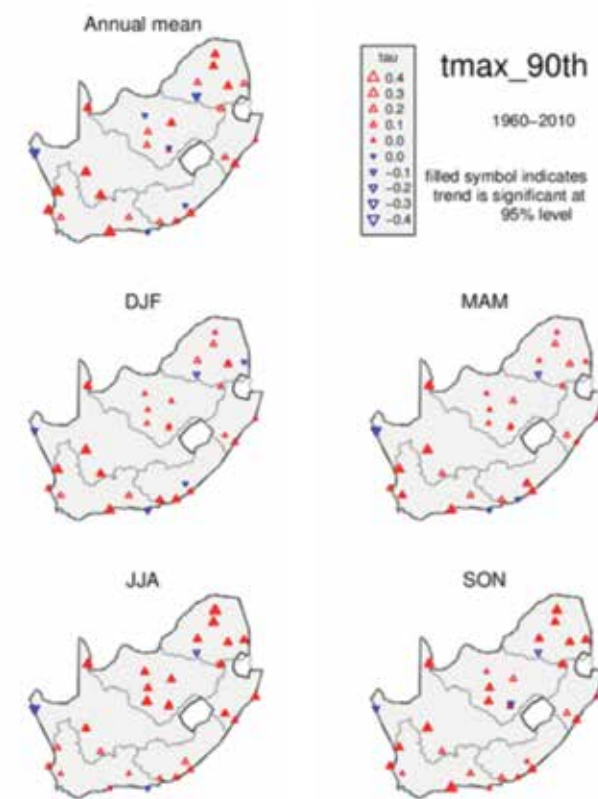 Annual mean
tau
0.4
0.3
0.2
0.1
0.0
0.0
−0.1
−0.2
−0.3
−0.4
tmax_90th
1960−2010
filled symbol indicates
trend is significant at
95% level
DJF
MAM
JJA
SON